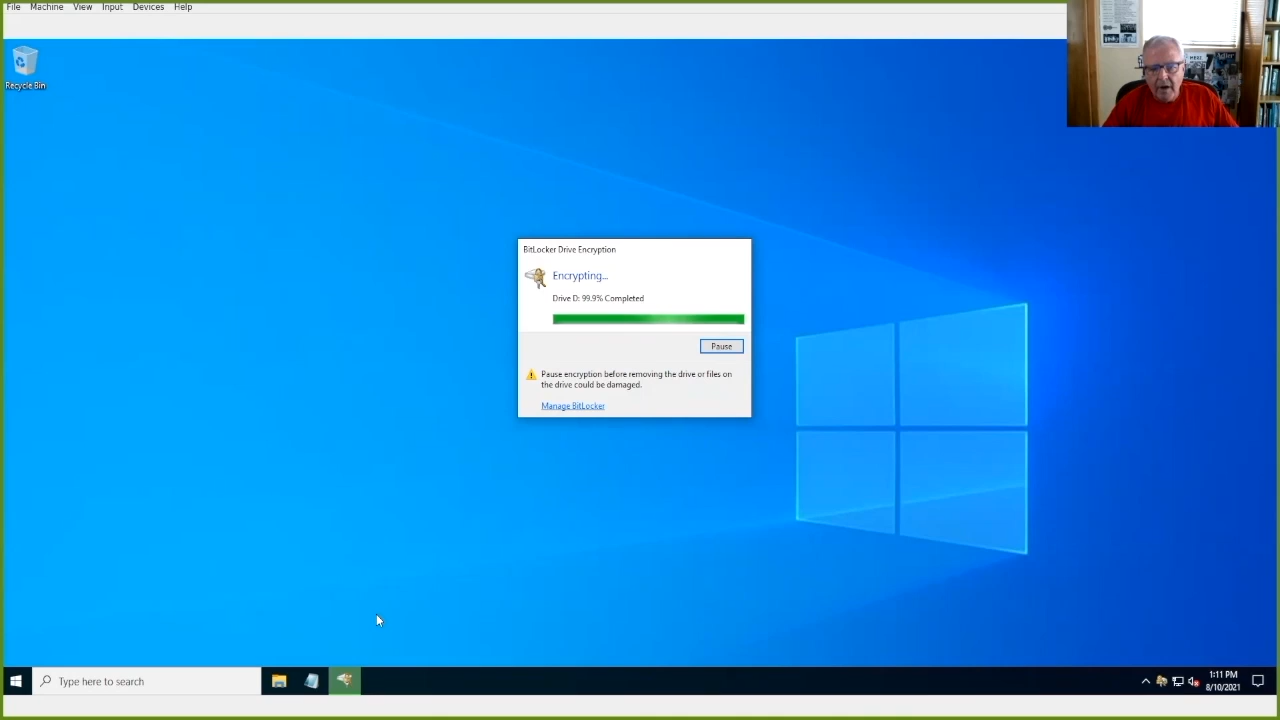 File Machine View Input Devices Help
Recycle Bin
BitLocker Drive Encryption
Encrypting...
Drive D: 99.9% Completed
Pause
Pause encryption before removing the drive or files on
the drive could be damaged.
Manage BitLocker
Type here to search
1:11 PM
8/10/2021
Adler